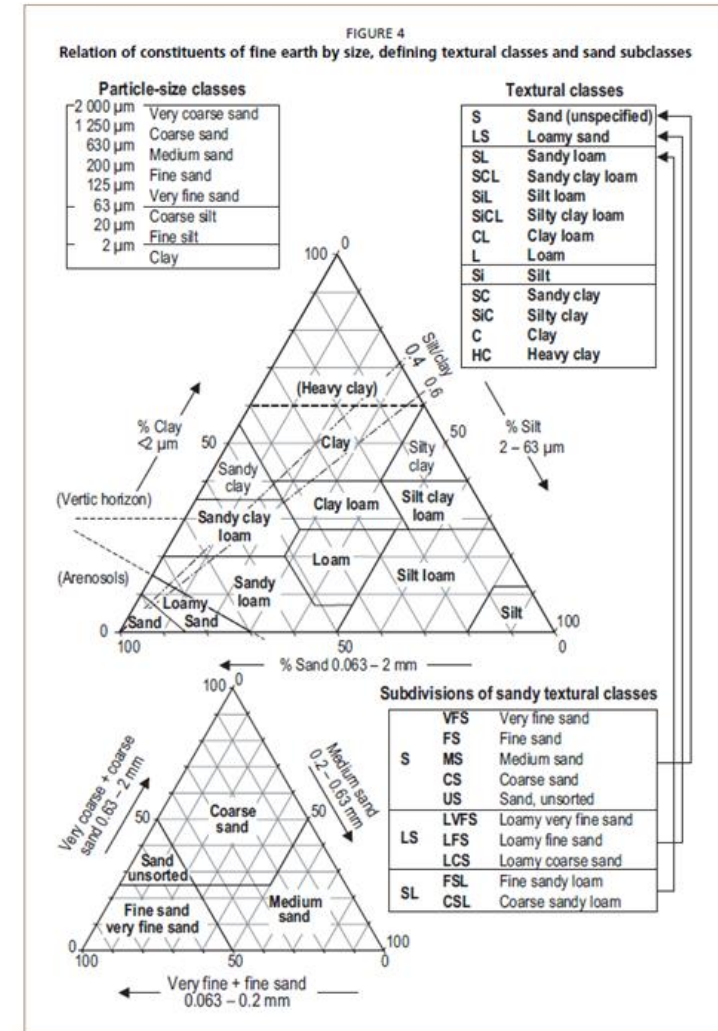 FIGURE 4
Relation of constituents of fine earth by size, defining textural classes and sand subclasses
Particle-size classes
2 000 µm
Very coarse sand
1 250 µm
Coarse sand
630 µm
Medium sand
200 µm
Fine sand
125 µm
Very fine sand
63 µm
Coarse silt
20 µm
Fine silt
2 µm
Clay
Textural classes
S Sand (unspecified)
LS Loamy sand
SL Sandy loam
SCL Sandy clay loam
SiL Silt loam
SiCL Silty clay loam
CL Clay loam
L Loam
Si Silt
SC Sandy clay
SiC Silty clay
C Clay
HC Heavy clay
100 0
Silt/clay
0.4 0.6
(Heavy clay)
% Clay
<2 µm
50
Clay
50
% Silt
2 – 63 µm
Silty
clay
Sandy
clay
(Vertic horizon)
Sandy clay
loam
Clay loam
Silt clay
loam
Loam
(Arenosols)
Sandy
loam
Silt loam
Loamy
Sand
Sand
Silt
0
100
100
50
0
% Sand 0.063 – 2 mm
100 0
Very coarse + coarse
sand 0.63 – 2 mm
Medium sand
0.2 – 0.63 mm
50
50
Coarse
sand
Sand
unsorted
Fine sand
very fine sand
Medium
sand
0
100
100
50
0
Very fine + fine sand
0.063 – 0.2 mm
Subdivisions of sandy textural classes
S
VFS Very fine sand
FS Fine sand
MS Medium sand
CS Coarse sand
US Sand, unsorted
LS
LVFS Loamy very fine sand
LFS Loamy fine sand
LCS Loamy coarse sand
SL
FSL Fine sandy loam
CSL Coarse sandy loam